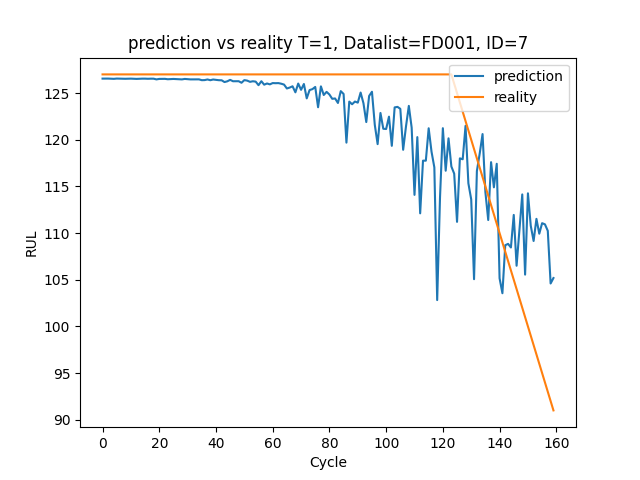 prediction vs reality T=1, Datalist=FD001, ID=7
prediction
reality
RUL
125
120
115
110
105
100
95
90
0 20 40 60 80 100 120 140 160
Cycle